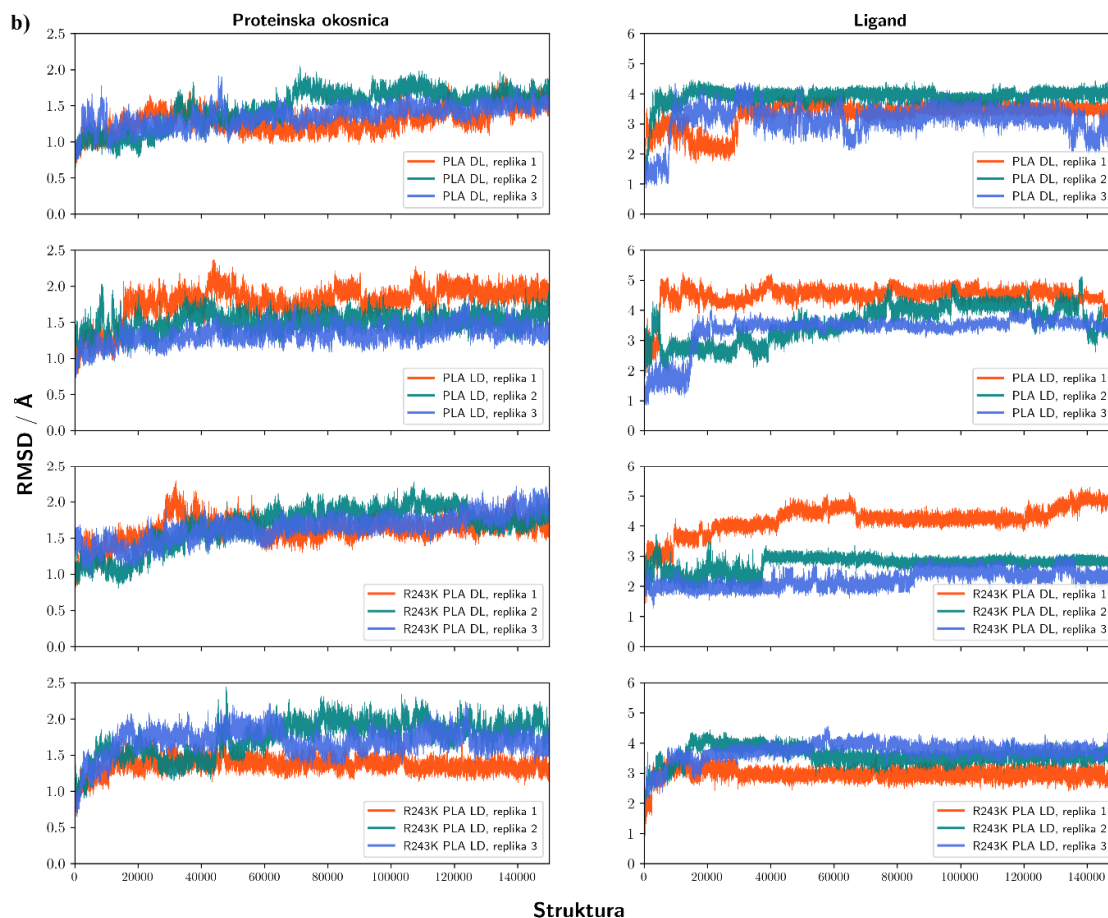 b)
Proteinska okosnica
Ligand
RMSD / Å
2.5
2.0
1.5
1.0
0.5
0.0
PLA DL, replika 1
PLA DL, replika 2
PLA DL, replika 3
6
5
4
3
2
1
0
PLA DL, replika 1
PLA DL, replika 2
PLA DL, replika 3
2.5
2.0
1.5
1.0
0.5
0.0
PLA LD, replika 1
PLA LD, replika 2
PLA LD, replika 3
6
5
4
3
2
1
0
PLA LD, replika 1
PLA LD, replika 2
PLA LD, replika 3
2.5
2.0
1.5
1.0
0.5
0.0
R243K PLA DL, replika 1
R243K PLA DL, replika 2
R243K PLA DL, replika 3
6
5
4
3
2
1
0
R243K PLA DL, replika 1
R243K PLA DL, replika 2
R243K PLA DL, replika 3
2.5
2.0
1.5
1.0
0.5
0.0
R243K PLA LD, replika 1
R243K PLA LD, replika 2
R243K PLA LD, replika 3
0 20000 40000 60000 80000 100000 120000 140000
6
5
4
3
2
1
0
R243K PLA LD, replika 1
R243K PLA LD, replika 2
R243K PLA LD, replika 3
0 20000 40000 60000 80000 100000 120000 140000
Struktura